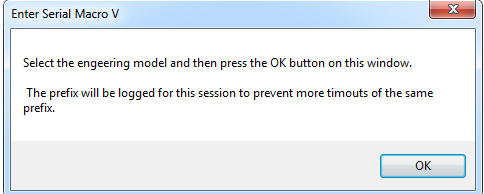 Enter Serial Macro V
Select the engeering model and then press the OK button on this window.
The prefix will be logged for this session to prevent more timouts of the same
prefix.
OK